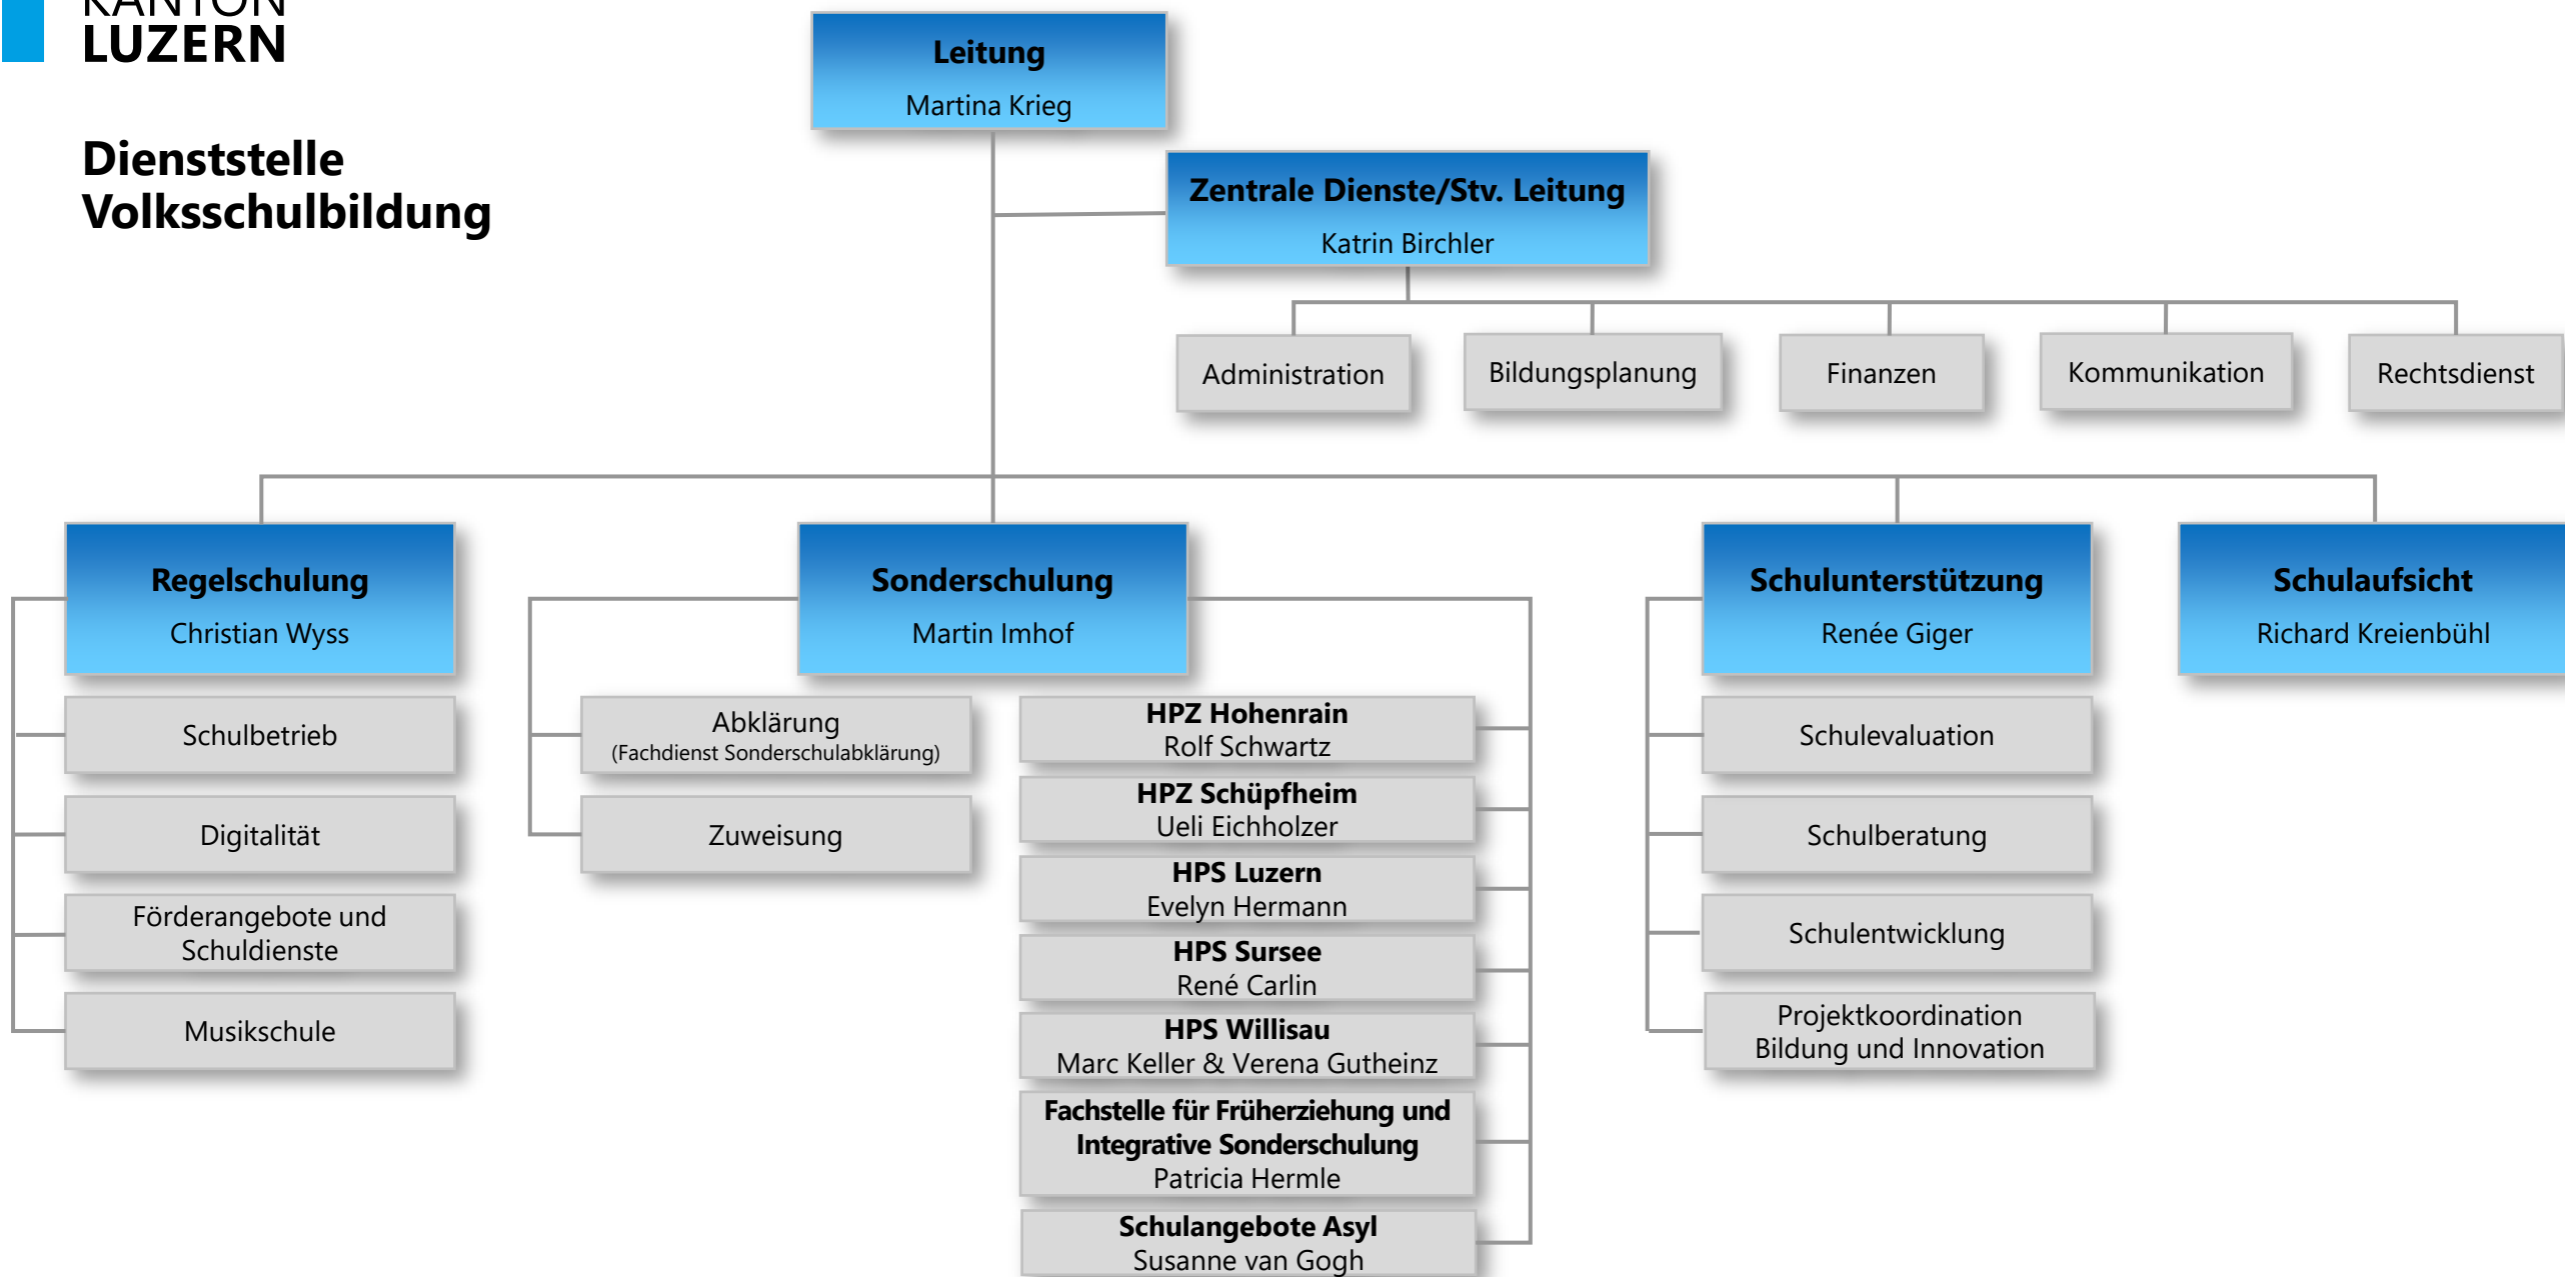 KANTON
LUZERN
Dienststelle
Volksschulbildung
Leitung
Martina Krieg
Zentrale Dienste/Stv. Leitung
Katrin Birchler
Administration
Bildungsplanung
Finanzen
Kommunikation
Rechtsdienst
Regelschulung
Christian Wyss
Schulbetrieb
Digitalität
Förderangebote und
Schuldienste
Musikschule
Sonderschulung
Martin Imhof
Abklärung
(Fachdienst Sonderschulabklärung)
Zuweisung
HPZ Hohenrain
Rolf Schwartz
HPZ Schüpfheim
Ueli Eichholzer
HPS Luzern
Evelyn Hermann
HPS Sursee
René Carlin
HPS Willisau
Marc Keller & Verena Gutheinz
Fachstelle für Früherziehung und
Integrative Sonderschulung
Patricia Hermle
Schulangebote Asyl
Susanne van Gogh
Schulunterstützung
Renée Giger
Schulevaluation
Schulberatung
Schulentwicklung
Projektkoordination
Bildung und Innovation
Schulaufsicht
Richard Kreienbühl